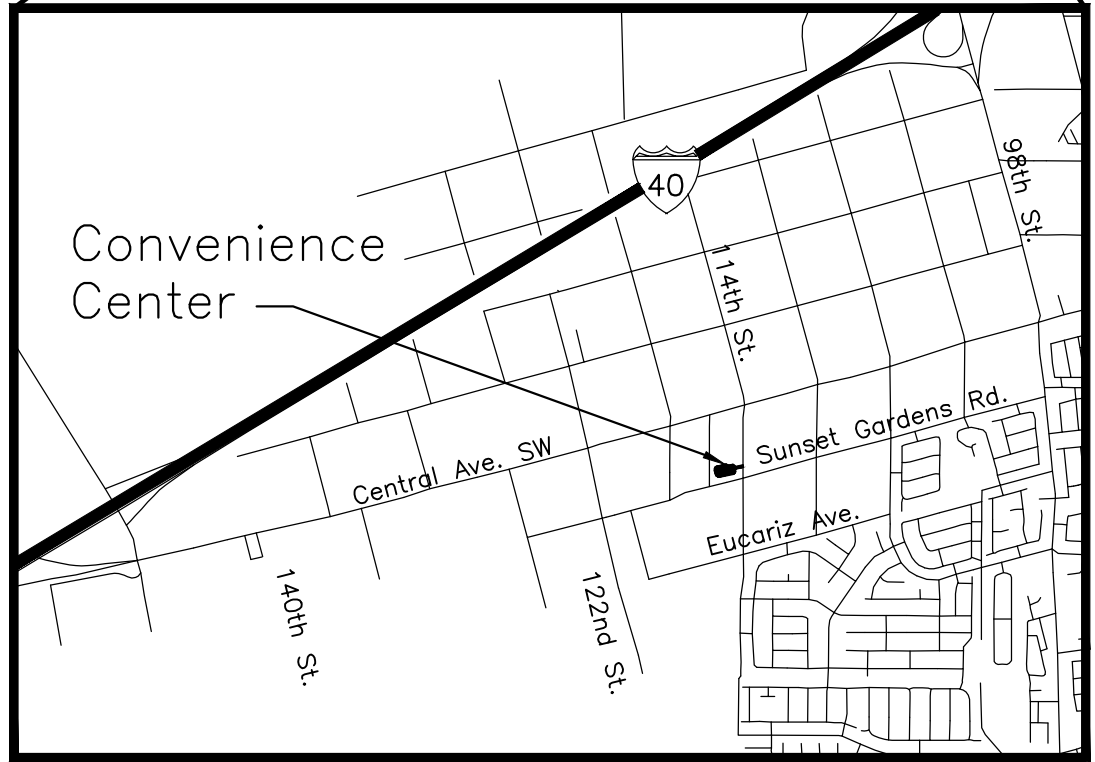 40
98th St.
Convenience
Center
114th St.
Sunset Gardens Rd.
Central Ave. SW
Eucariz Ave.
140th St.
122nd St.